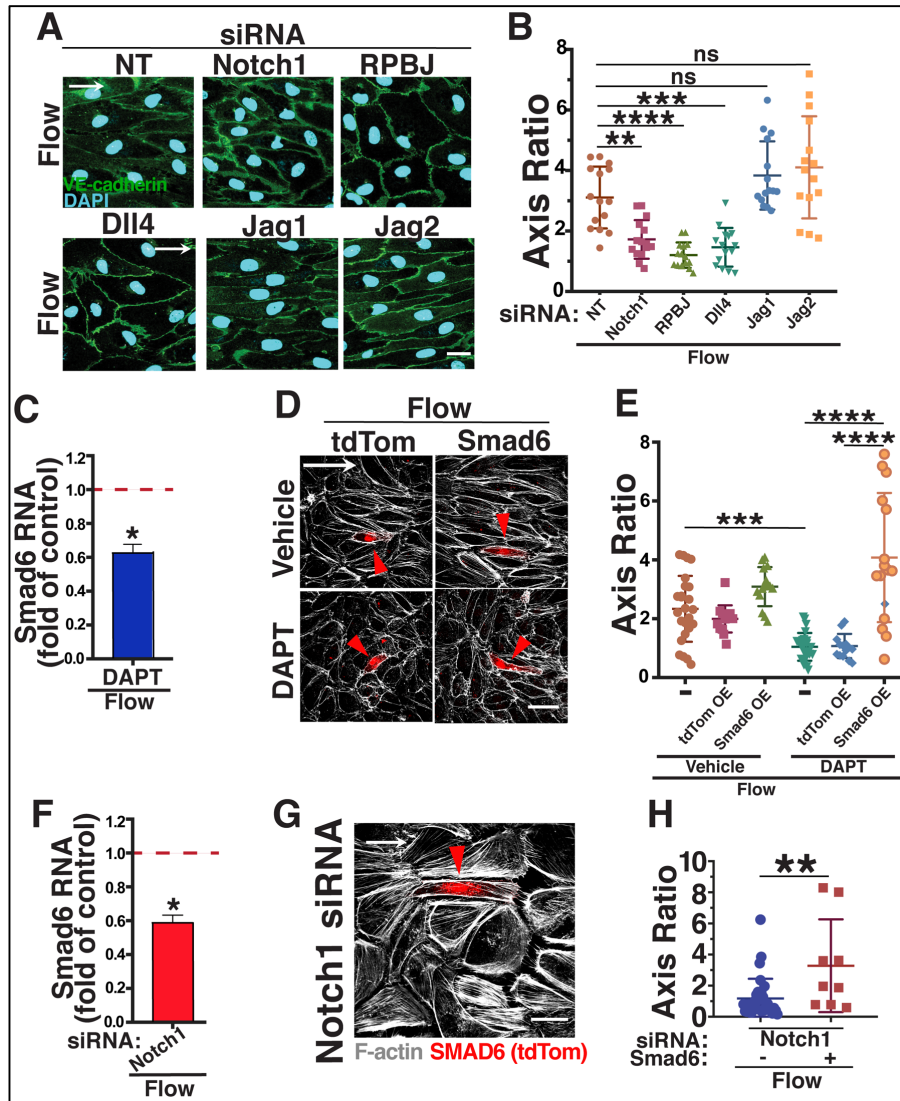 A
siRNA
NT Notch1 RPBJ
Flow
VE-cadherin
DAPI
Dll4 Jag1 Jag2
Flow
B
Axis Ratio
8
6
4
2
0
ns
ns
***
****
**
siRNA: NT Notch1 RPBJ Dll4 Jag1 Jag2
Flow
C
Smad6 RNA
(fold of control)
1.2
1.0
0.8
0.6
0.4
0.2
0.0
*
DAPT
Flow
D
Flow
tdTom Smad6
Vehicle
DAPT
E
Axis Ratio
8
6
4
2
0
****
****
***
– tdTom OE Smad6 OE – tdTom OE Smad6 OE
Vehicle DAPT
Flow
F
Smad6 RNA
(fold of control)
1.2
1.0
0.8
0.6
0.4
0.2
0.0
*
siRNA: Notch1
Flow
G
Notch1 siRNA
F-actin SMAD6 (tdTom)
H
Axis Ratio
10
8
6
4
2
0
**
siRNA: Notch1
Smad6: - +
Flow